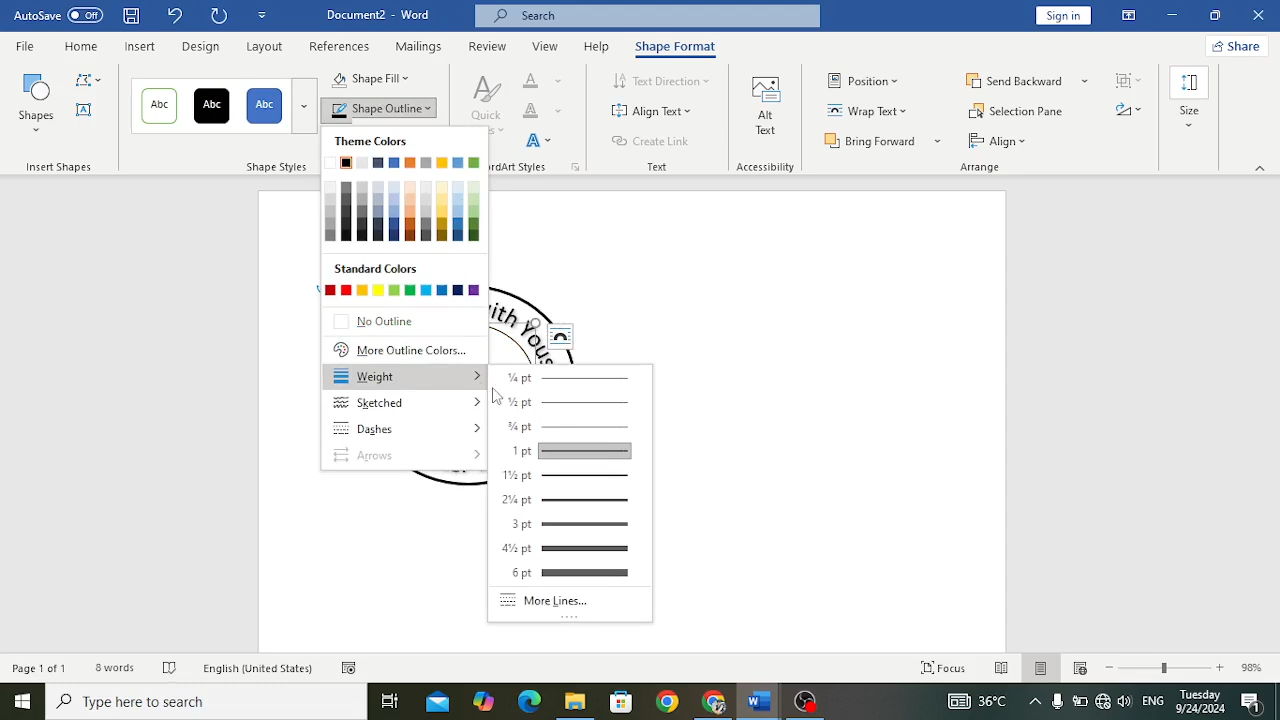 AutoSave Off Document1 - Word Search Sign in
File Home Insert Design Layout References Mailings Review View Help Shape Format Share
Shapes
Insert Shapes
Abc Abc Abc
Shape Fill
Shape Outline
Shape Styles
Quick
WordArt Styles
Text Direction
Align Text
Create Link
Text
Alt Text
Accessibility
Position
Wrap Text
Bring Forward
Send Backward
Selection Pane
Align
Arrange
Size
Theme Colors
Standard Colors
No Outline
More Outline Colors...
Weight
Sketched
Dashes
Arrows
¼ pt
½ pt
¾ pt
1 pt
1½ pt
2¼ pt
3 pt
4½ pt
6 pt
More Lines...
with
Page 1 of 1 8 words English (United States) Focus 98%
Type here to search 36°C ENG Tuesday
9/24/2024